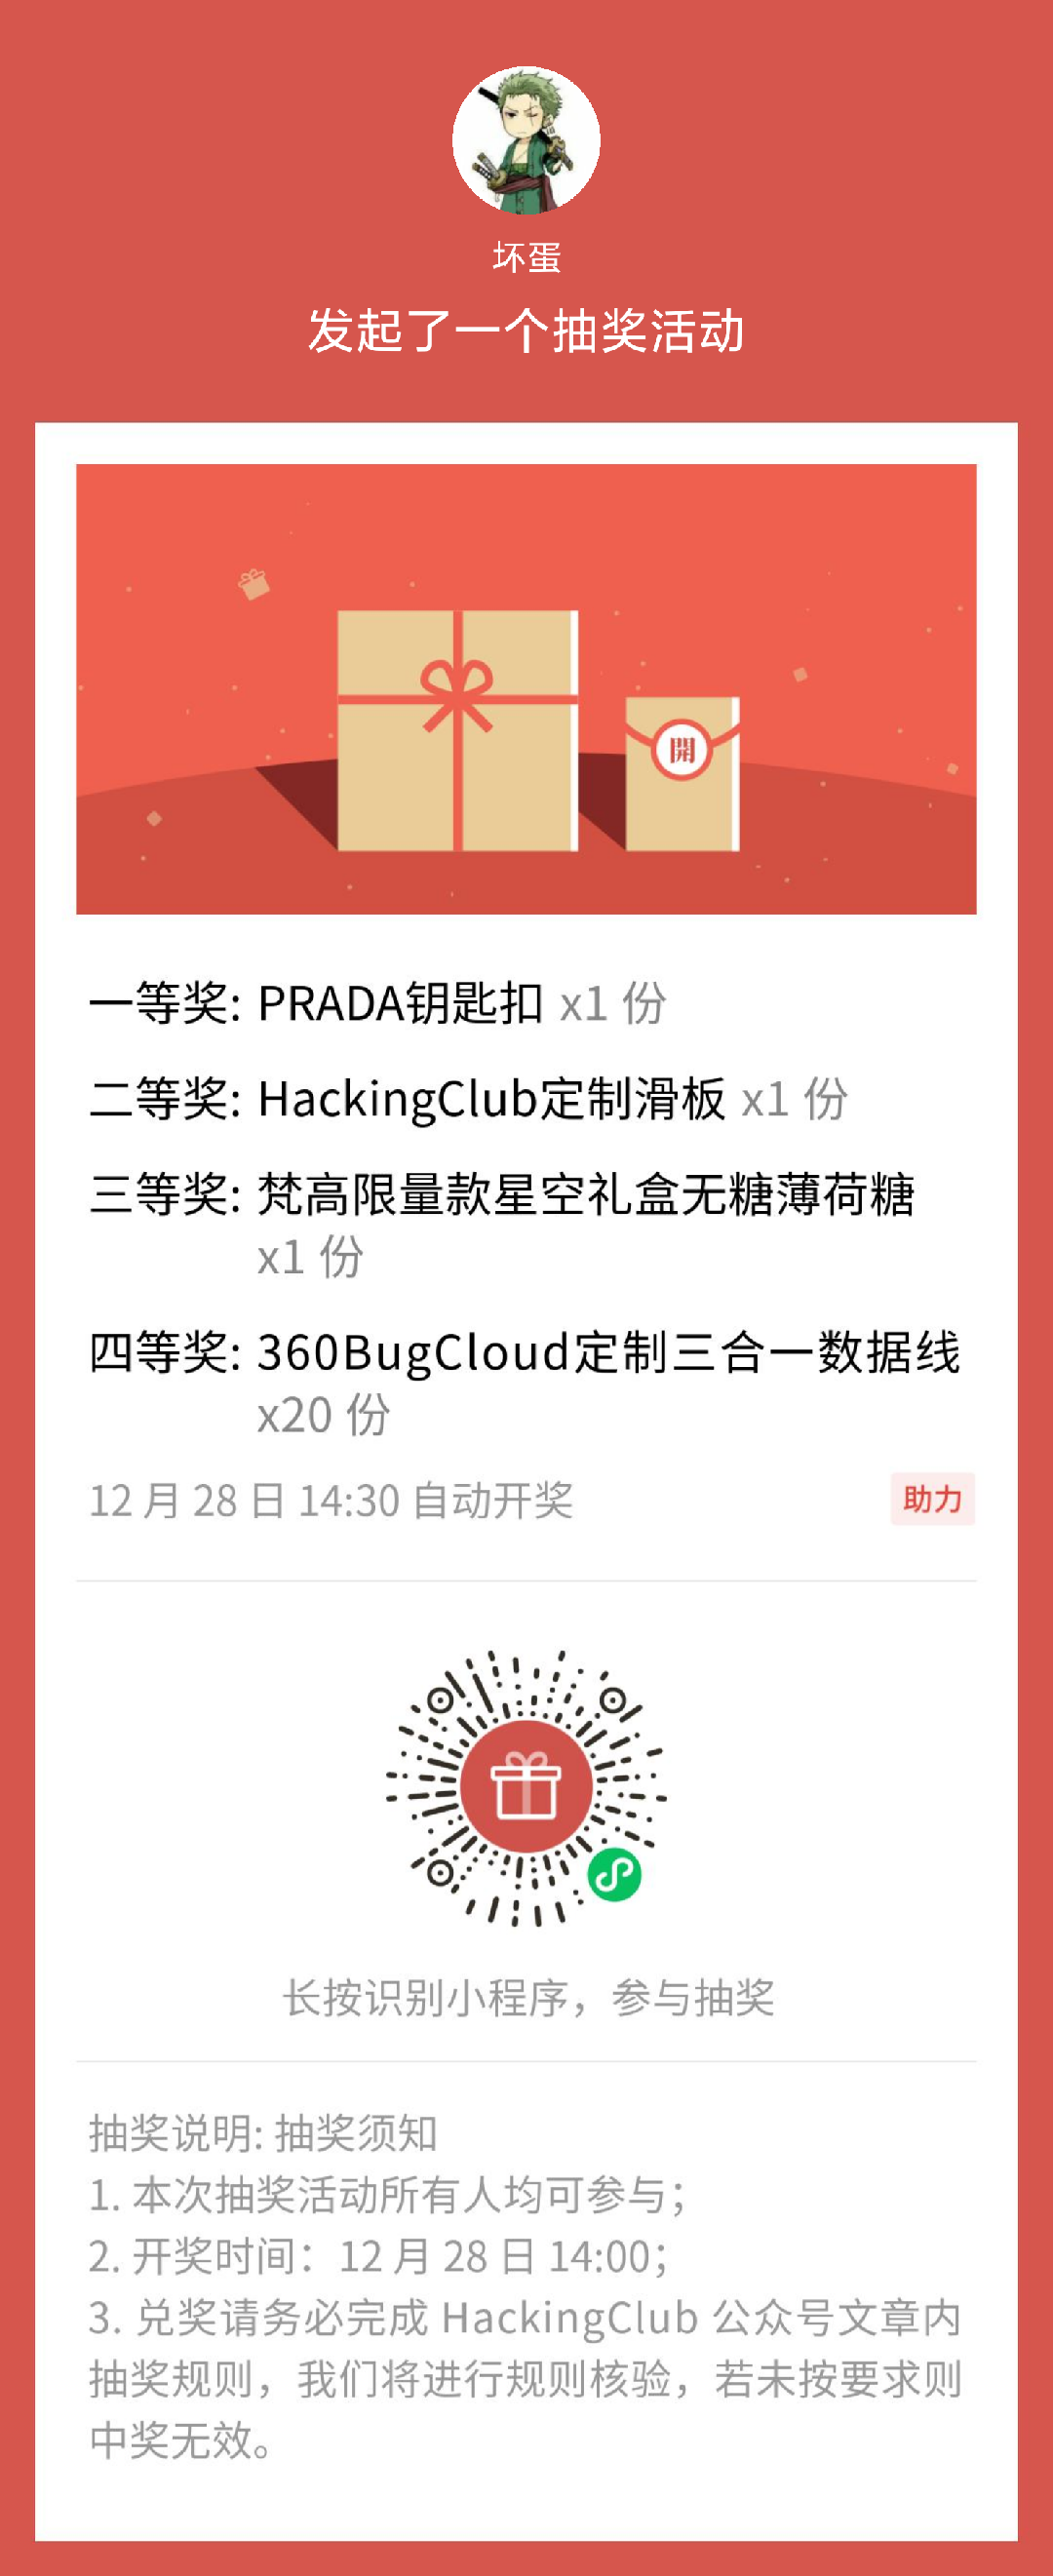 坏蛋
发起了一个抽奖活动
開
一等奖: PRADA钥匙扣 x1 份
二等奖: HackingClub定制滑板 x1 份
三等奖: 梵高限量款星空礼盒无糖薄荷糖
x1 份
四等奖: 360BugCloud定制三合一数据线
x20 份
12 月 28 日 14:30 自动开奖
助力
长按识别小程序，参与抽奖
抽奖说明: 抽奖须知
1. 本次抽奖活动所有人均可参与；
2. 开奖时间：12 月 28 日 14:00；
3. 兑奖请务必完成 HackingClub 公众号文章内
抽奖规则，我们将进行规则核验，若未按要求则
中奖无效。